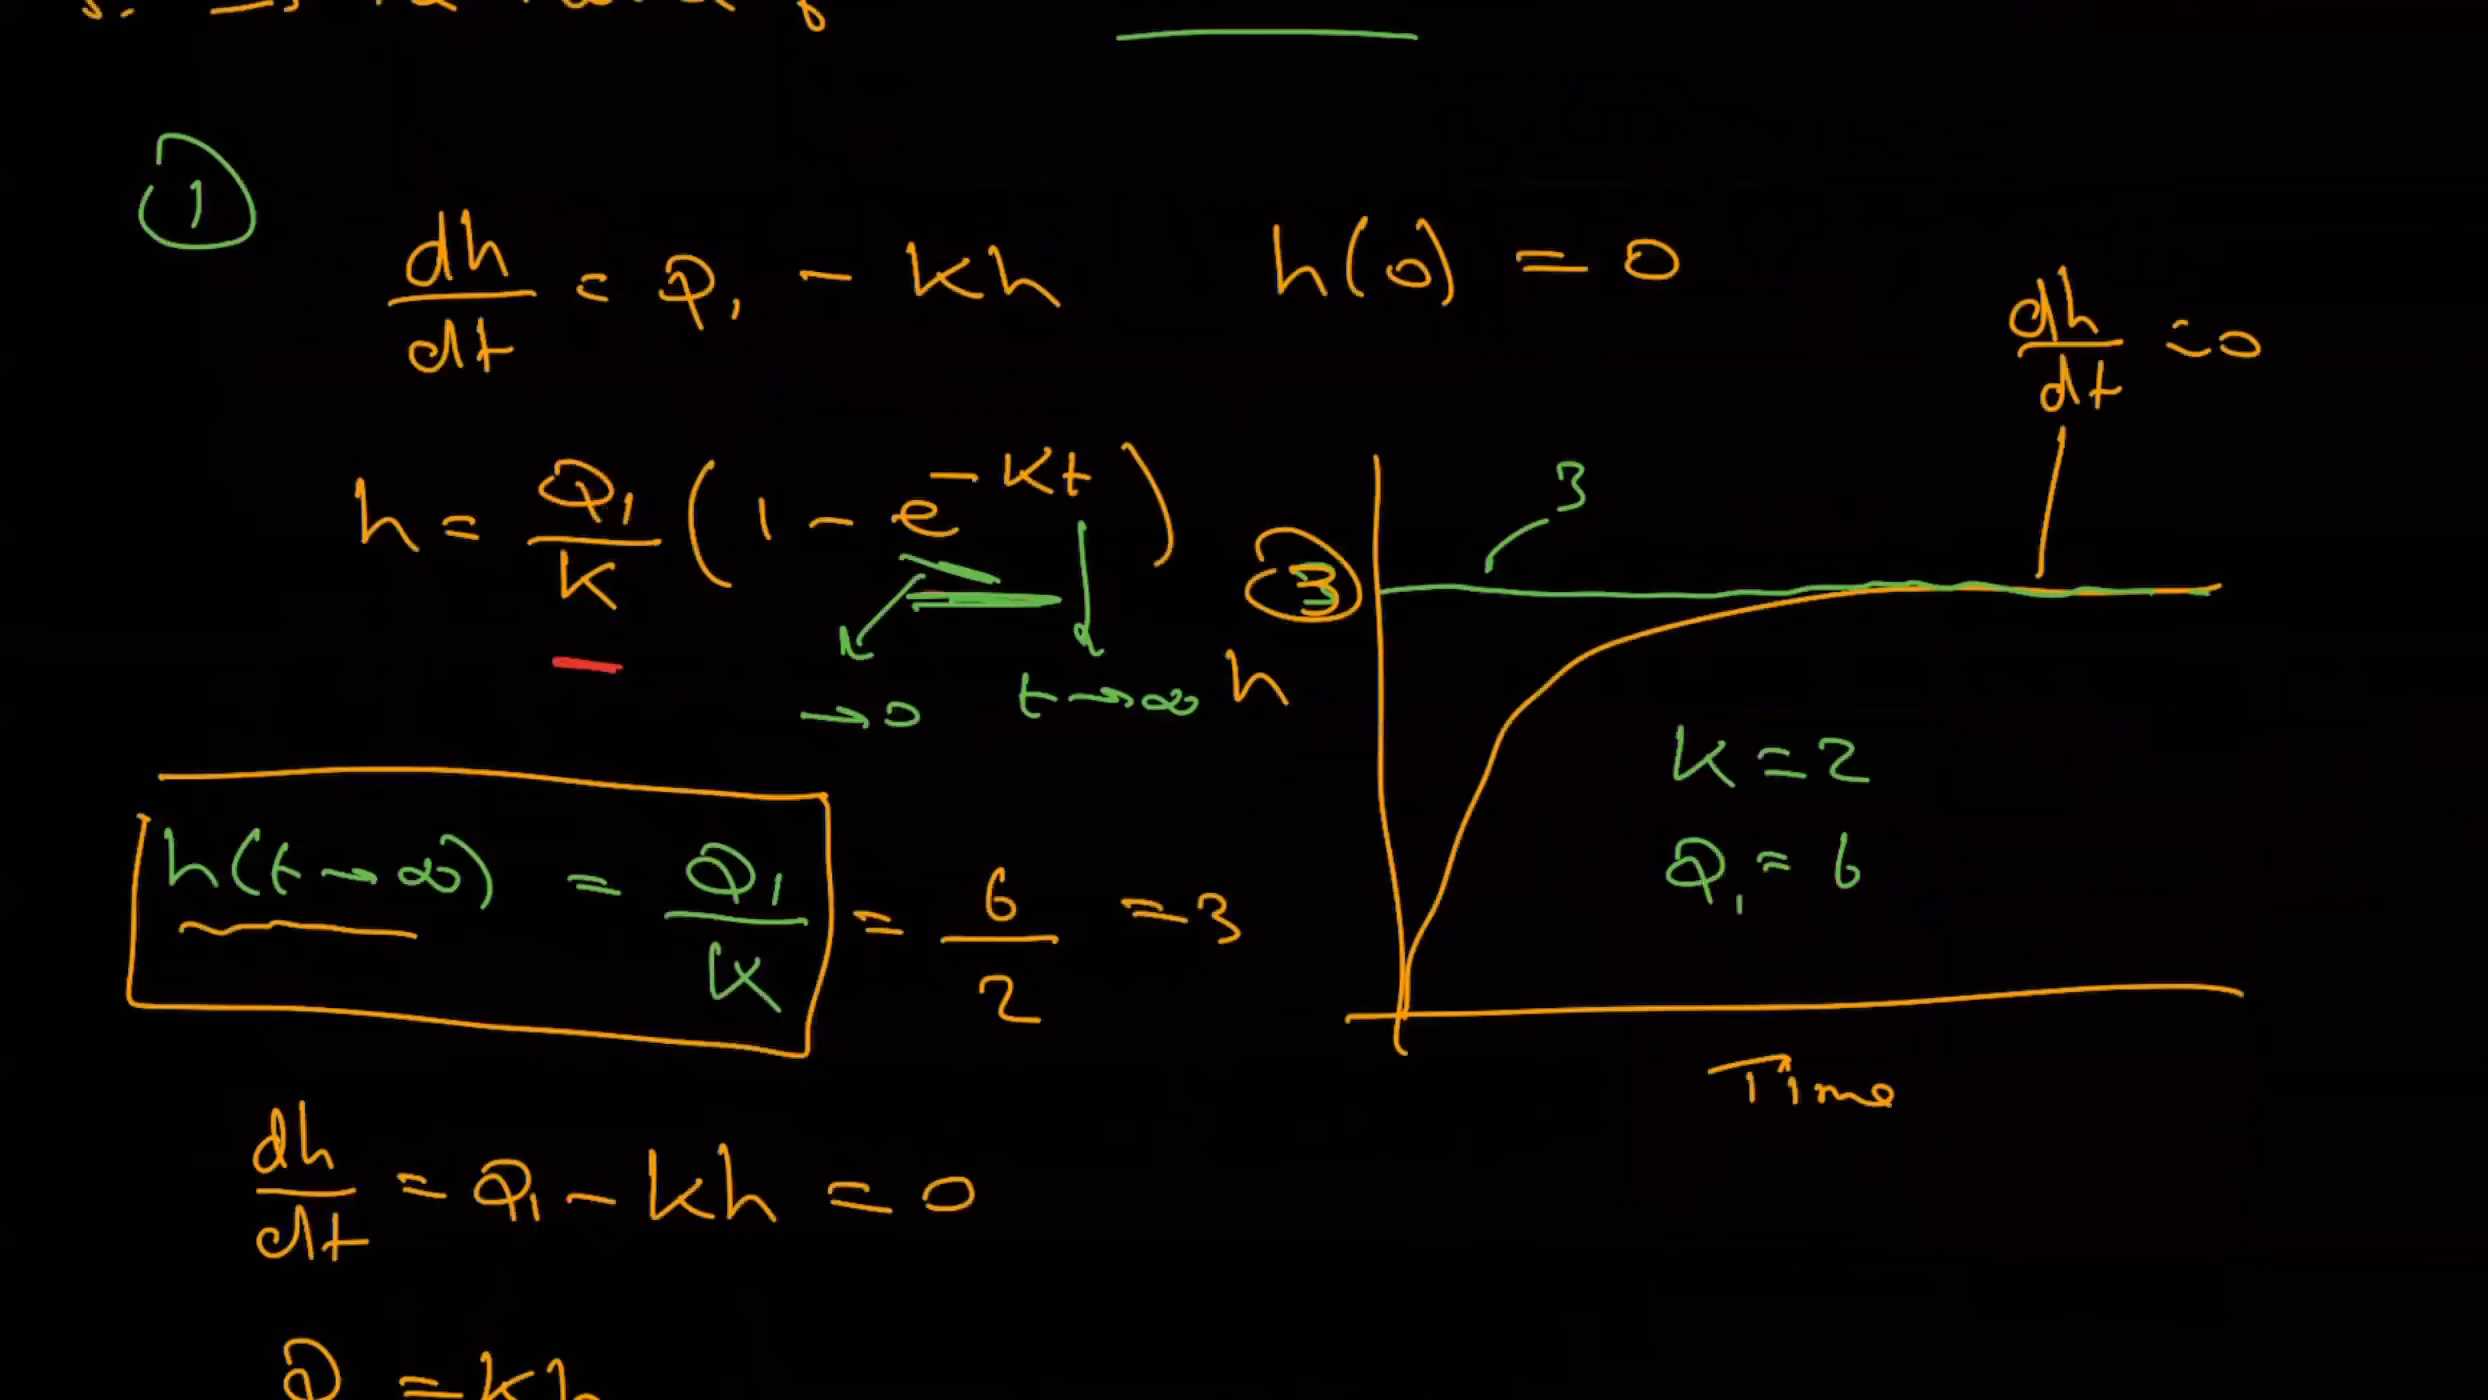 1
dh/dt = Q₁ - Kh    h(0) = 0
dh/dt = 0
h = Q₁/K (1 - e^-Kt)
3
3
→ 0    t → ∞
h
K = 2
Q₁ = 6
h(t → ∞) = Q₁/K = 6/2 = 3
Time
dh/dt = Q₁ - Kh = 0
= Kh